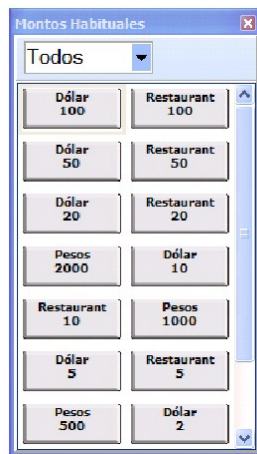 Montos Habituales
Todos
Dólar
100
Restaurant
100
Dólar
50
Restaurant
50
Dólar
20
Restaurant
20
Pesos
2000
Dólar
10
Restaurant
10
Pesos
1000
Dólar
5
Restaurant
5
Pesos
500
Dólar
2